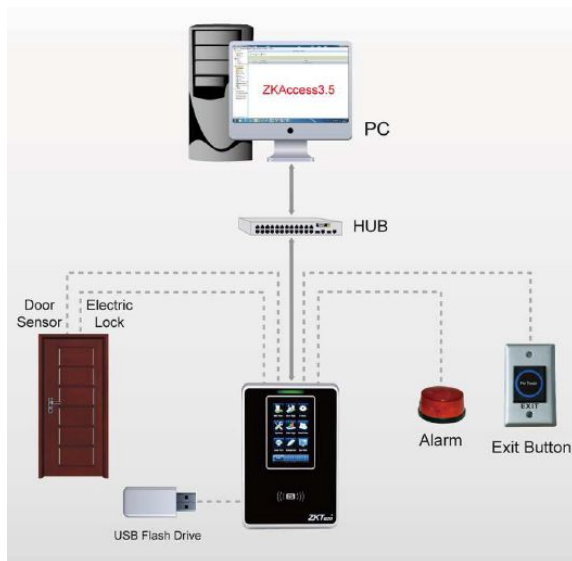 ZKAccess3.5
PC
HUB
Door
Sensor
Electric
Lock
Alarm
EXIT
Exit Button
ZKTeco
USB Flash Drive